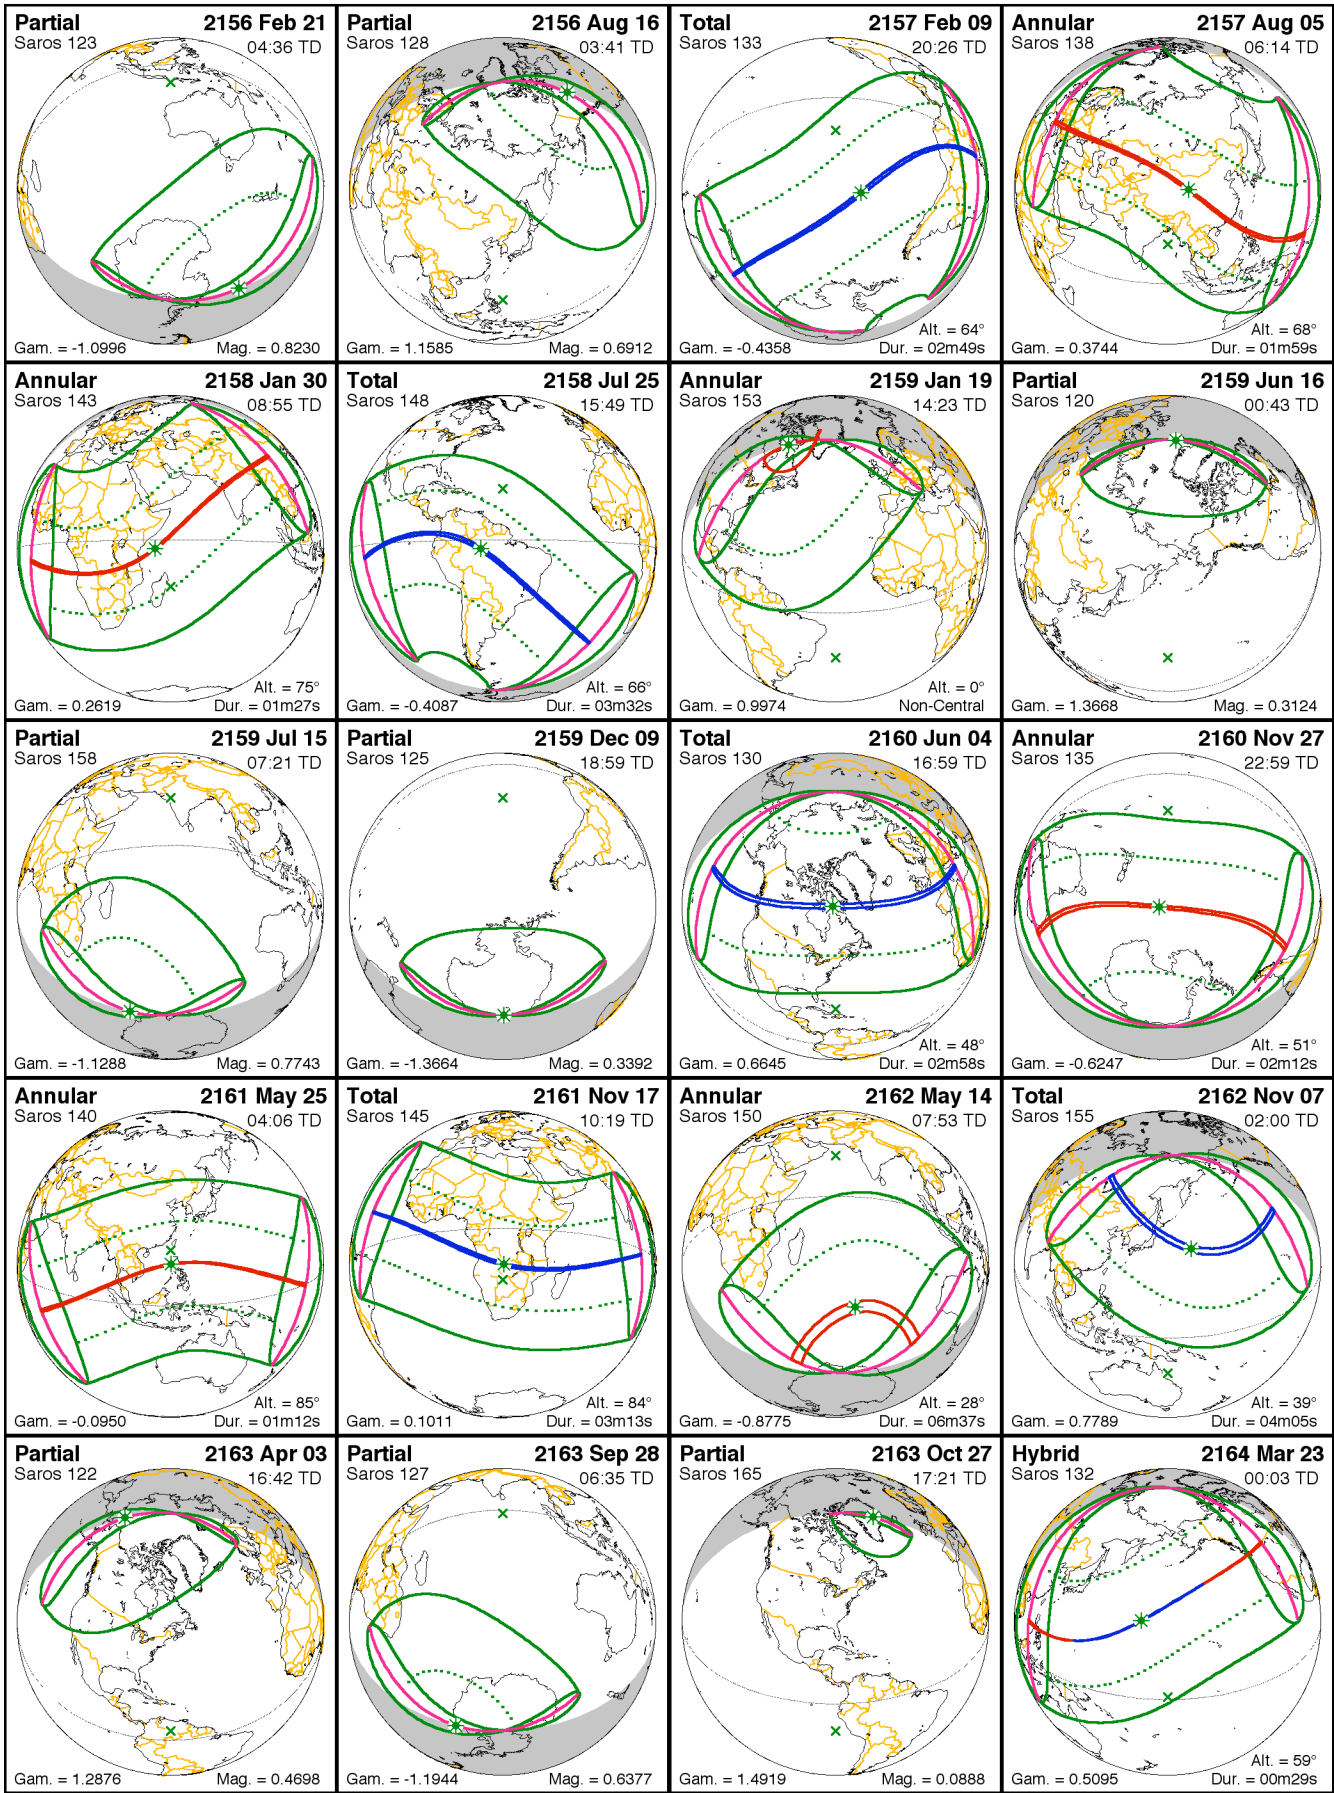 Partial 2156 Feb 21
Saros 123 04:36 TD
Gam. = -1.0996 Mag. = 0.8230
Partial 2156 Aug 16
Saros 128 03:41 TD
Gam. = 1.1585 Mag. = 0.6912
Total 2157 Feb 09
Saros 133 20:26 TD
Alt. = 64°
Gam. = -0.4358 Dur. = 02m49s
Annular 2157 Aug 05
Saros 138 06:14 TD
Alt. = 68°
Gam. = 0.3744 Dur. = 01m59s
Annular 2158 Jan 30
Saros 143 08:55 TD
Alt. = 75°
Gam. = 0.2619 Dur. = 01m27s
Total 2158 Jul 25
Saros 148 15:49 TD
Alt. = 66°
Gam. = -0.4087 Dur. = 03m32s
Annular 2159 Jan 19
Saros 153 14:23 TD
Alt. = 0°
Gam. = 0.9974 Non-Central
Partial 2159 Jun 16
Saros 120 00:43 TD
Gam. = 1.3668 Mag. = 0.3124
Partial 2159 Jul 15
Saros 158 07:21 TD
Gam. = -1.1288 Mag. = 0.7743
Partial 2159 Dec 09
Saros 125 18:59 TD
Gam. = -1.3664 Mag. = 0.3392
Total 2160 Jun 04
Saros 130 16:59 TD
Alt. = 48°
Gam. = 0.6645 Dur. = 02m58s
Annular 2160 Nov 27
Saros 135 22:59 TD
Alt. = 51°
Gam. = -0.6247 Dur. = 02m12s
Annular 2161 May 25
Saros 140 04:06 TD
Alt. = 85°
Gam. = -0.0950 Dur. = 01m12s
Total 2161 Nov 17
Saros 145 10:19 TD
Alt. = 84°
Gam. = 0.1011 Dur. = 03m13s
Annular 2162 May 14
Saros 150 07:53 TD
Alt. = 28°
Gam. = -0.8775 Dur. = 06m37s
Total 2162 Nov 07
Saros 155 02:00 TD
Alt. = 39°
Gam. = 0.7789 Dur. = 04m05s
Partial 2163 Apr 03
Saros 122 16:42 TD
Gam. = 1.2876 Mag. = 0.4698
Partial 2163 Sep 28
Saros 127 06:35 TD
Gam. = -1.1944 Mag. = 0.6377
Partial 2163 Oct 27
Saros 165 17:21 TD
Gam. = 1.4919 Mag. = 0.0888
Hybrid 2164 Mar 23
Saros 132 00:03 TD
Alt. = 59°
Gam. = 0.5095 Dur. = 00m29s